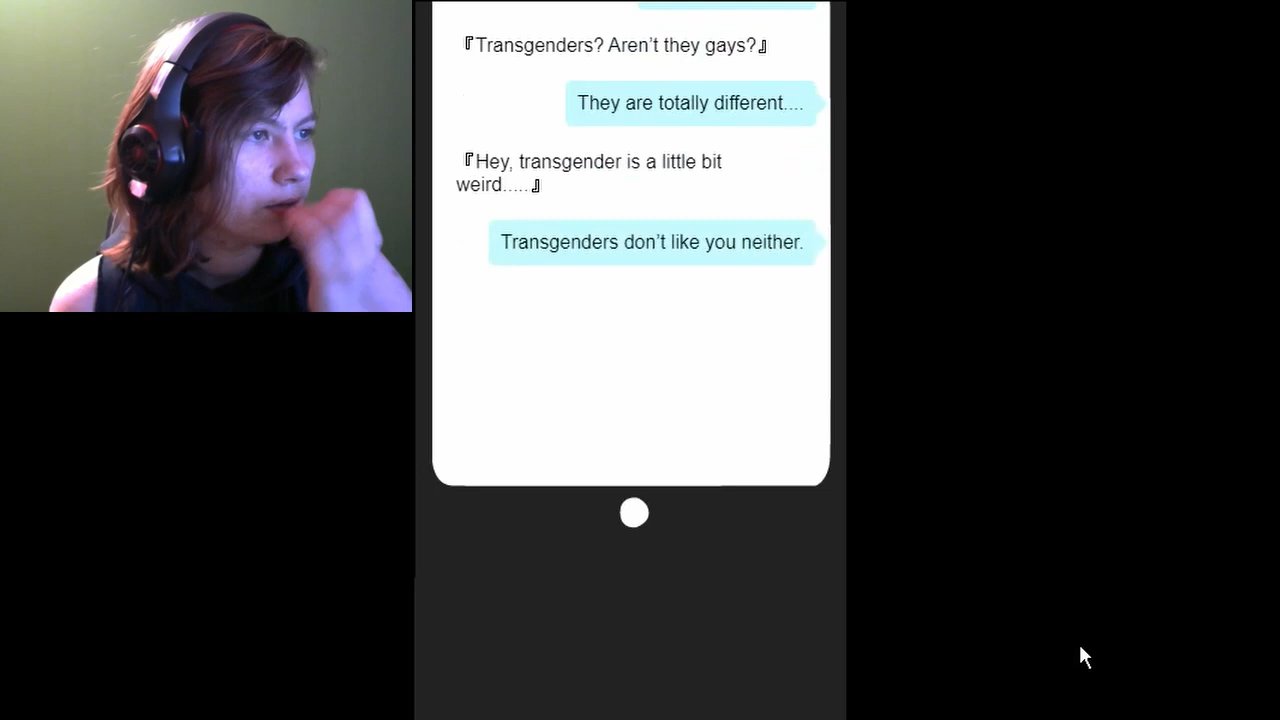 『Transgenders? Aren’t they gays?』
They are totally different....
『Hey, transgender is a little bit
weird.....』
Transgenders don’t like you neither.